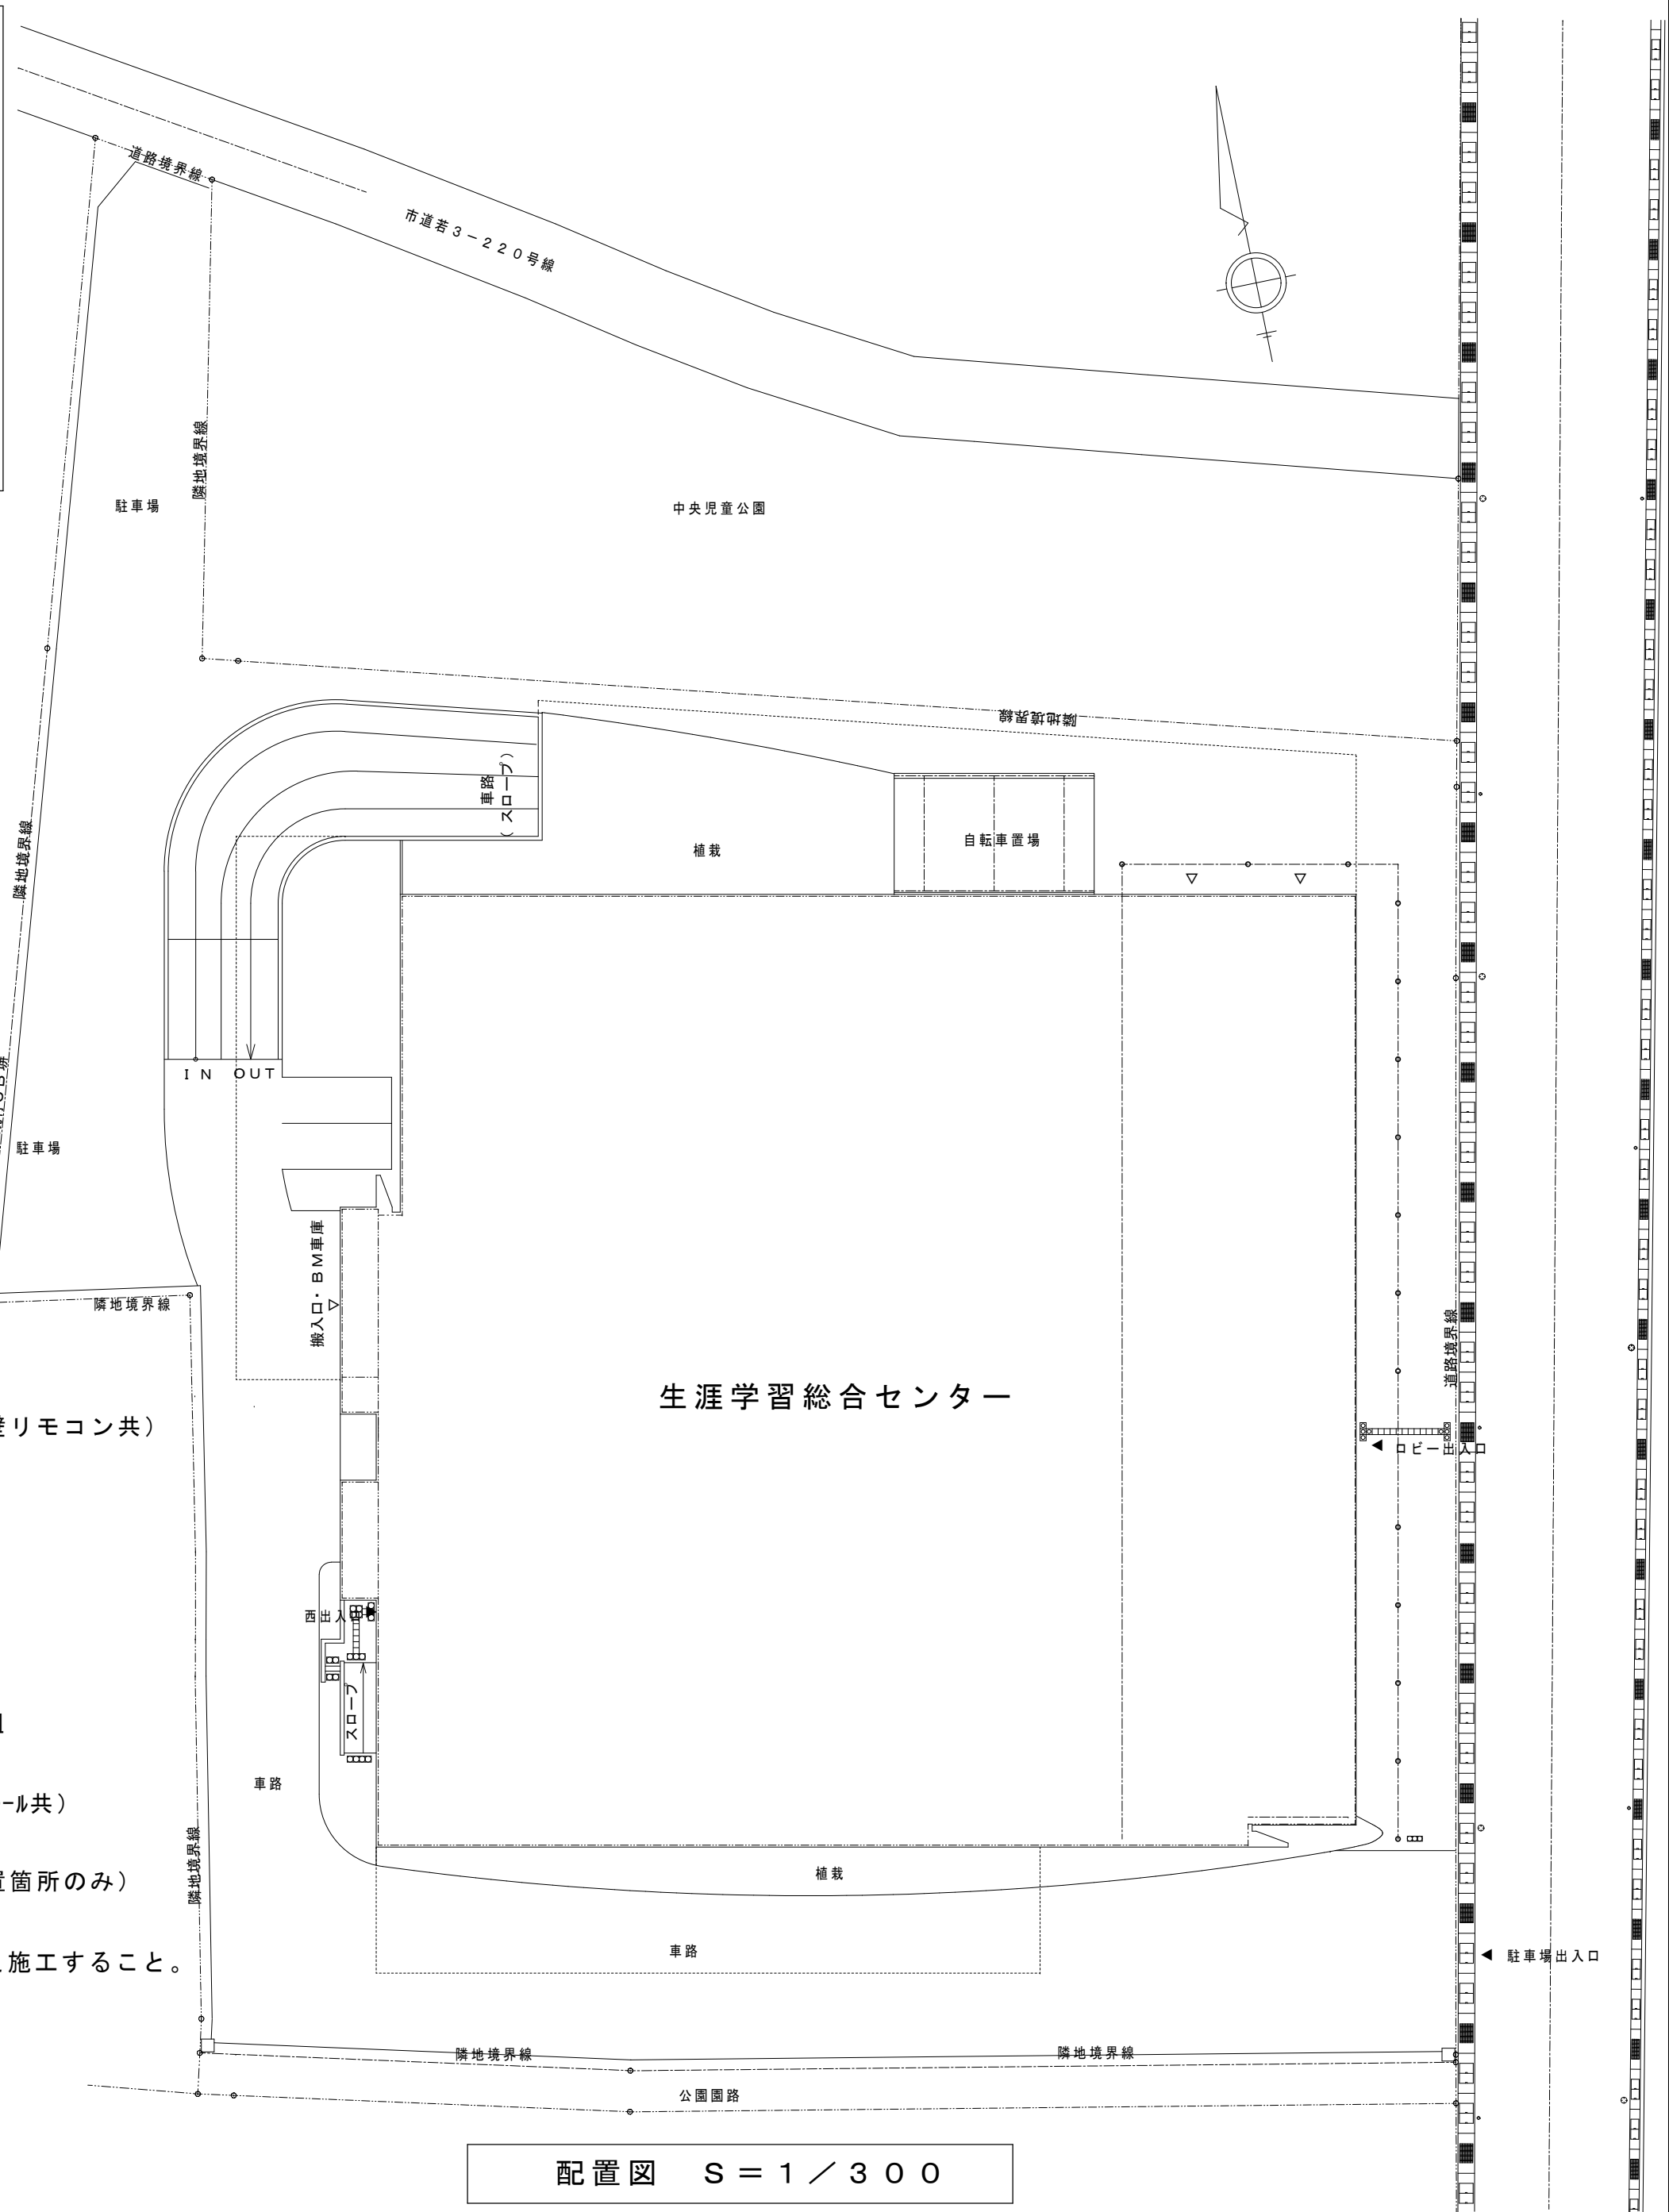 道路境界線
市道若３－２２０号線
隣地境界線
駐車場
中央児童公園
隣地境界線
車路
（スロープ）
隣地境界線
植栽
自転車置場
ＩＮ　ＯＵＴ
駐車場
搬入口・ＢＭ車庫
隣地境界線
道路境界線
生涯学習総合センター
リモコン共）
ロビー出入口
西出入口
スロープ
車路
ール共）
隣地境界線
植栽
置箇所のみ）
車路
施工すること。
駐車場出入口
隣地境界線
隣地境界線
公園園路
配置図　Ｓ＝１／３００